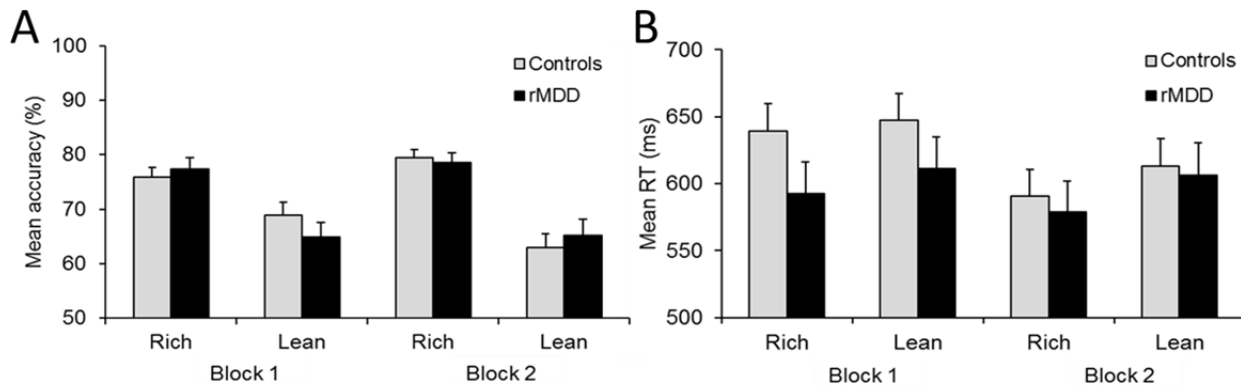 A
100
90
80
70
60
50
Mean accuracy (%)
Controls
rMDD
Rich Lean Rich Lean
Block 1 Block 2
B
700
650
600
550
500
Mean RT (ms)
Controls
rMDD
Rich Lean Rich Lean
Block 1 Block 2